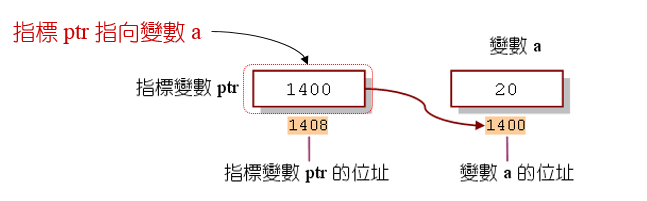 指標 ptr 指向變數 a
變數 a
指標變數 ptr
1400
20
1408
1400
指標變數 ptr 的位址
變數 a 的位址